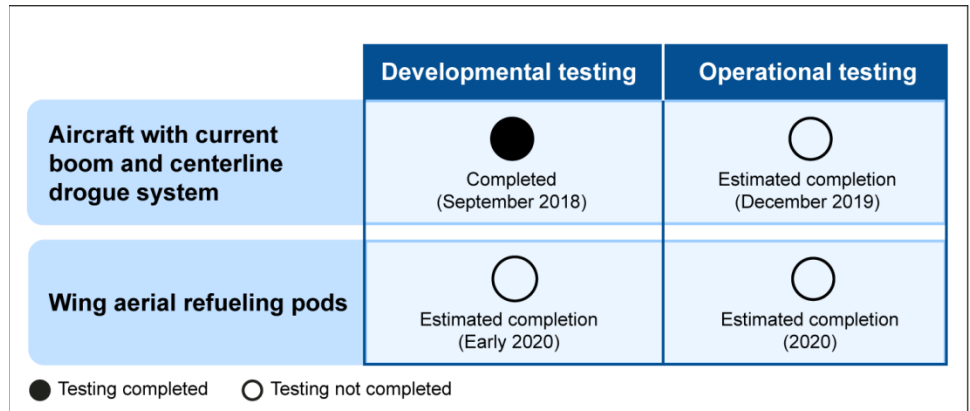 Developmental testing Operational testing
Aircraft with current
boom and centerline
drogue system
Completed
(September 2018)
Estimated completion
(December 2019)
Wing aerial refueling pods
Estimated completion
(Early 2020)
Estimated completion
(2020)
Testing completed Testing not completed